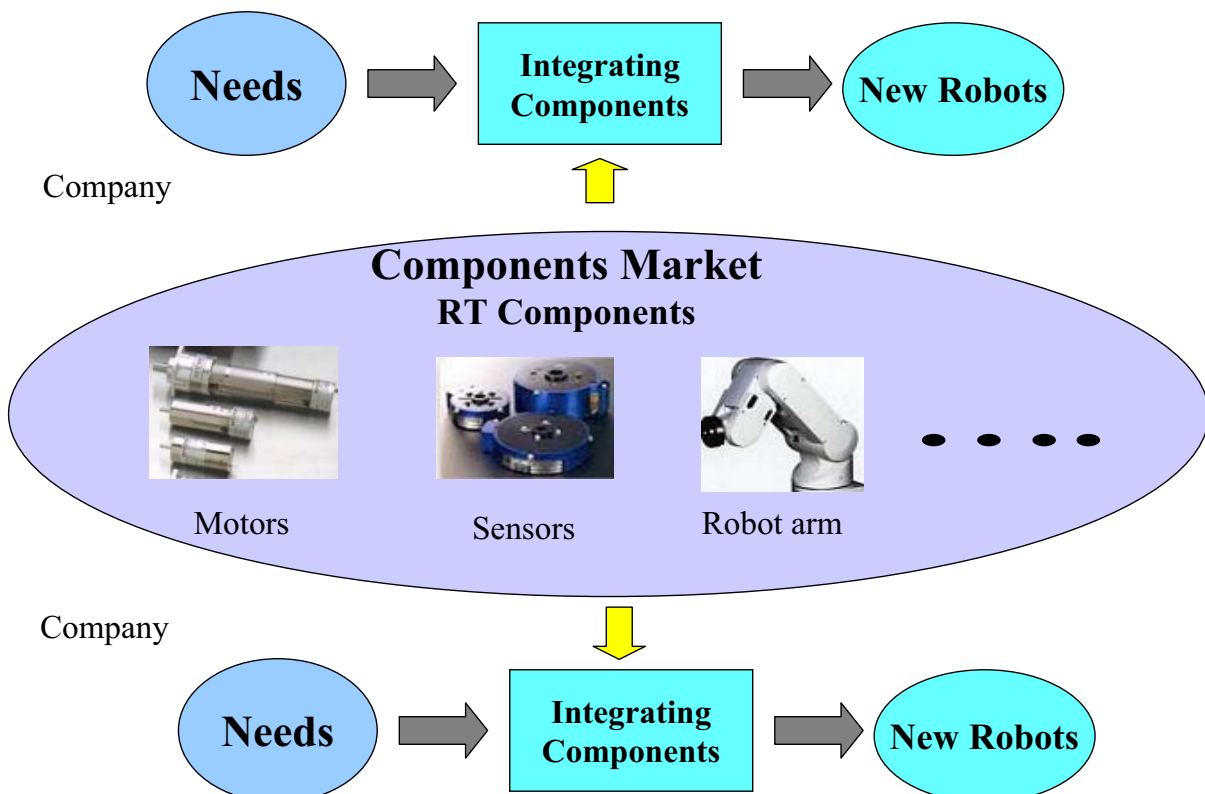 Needs
Integrating
Components
New Robots
Company
Components Market
RT Components
Motors
Sensors
Robot arm
Company
Needs
Integrating
Components
New Robots